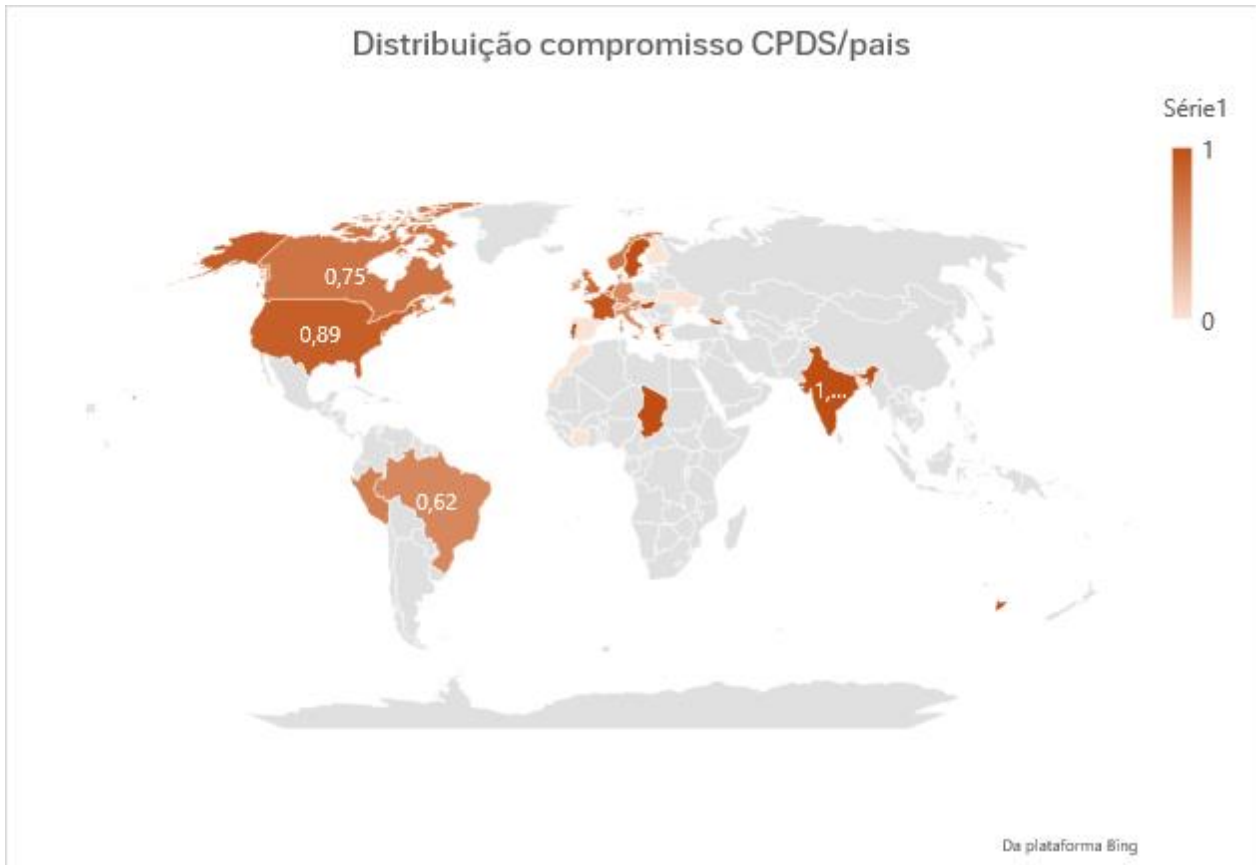 Distribuição compromisso CPDS/pais
Série1
1
0
0,75
0,89
1,...
0,62
Da plataforma Bing